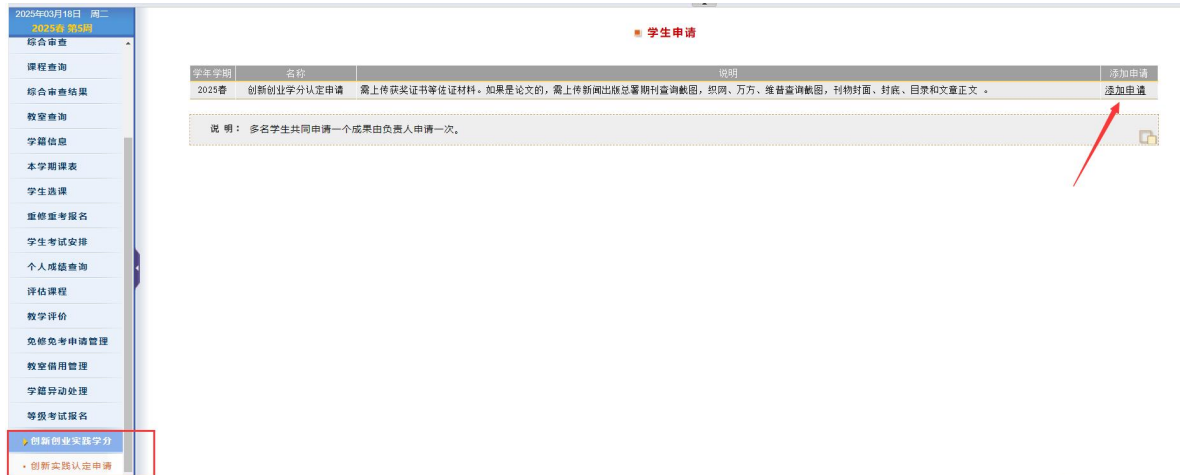 2025年03月18日 周二
2025春 第5周
综合审查
课程查询
综合审查结果
教室查询
学籍信息
本学期课表
学生选课
重修重考报名
学生考试安排
个人成绩查询
评估课程
教学评价
免修免考申请管理
教室借用管理
学籍异动处理
等级考试报名
创新创业实践学分
创新实践认定申请
学生申请
学年学期 名称 说明 添加申请
2025春 创新创业学分认定申请 需上传获奖证书等佐证材料。如果是论文的，需上传新闻出版总署期刊查询截图，织网、万方、维普查询截图，刊物封面、封底、目录和文章正文 。 添加申请
说 明： 多名学生共同申请一个成果由负责人申请一次。